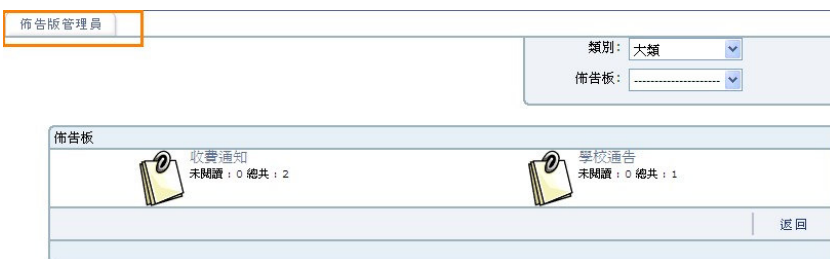 佈告版管理員
類別： 大類
佈告板： --------------------
佈告板
收費通知
未閱讀：0 總共：2
學校通告
未閱讀：0 總共：1
返回